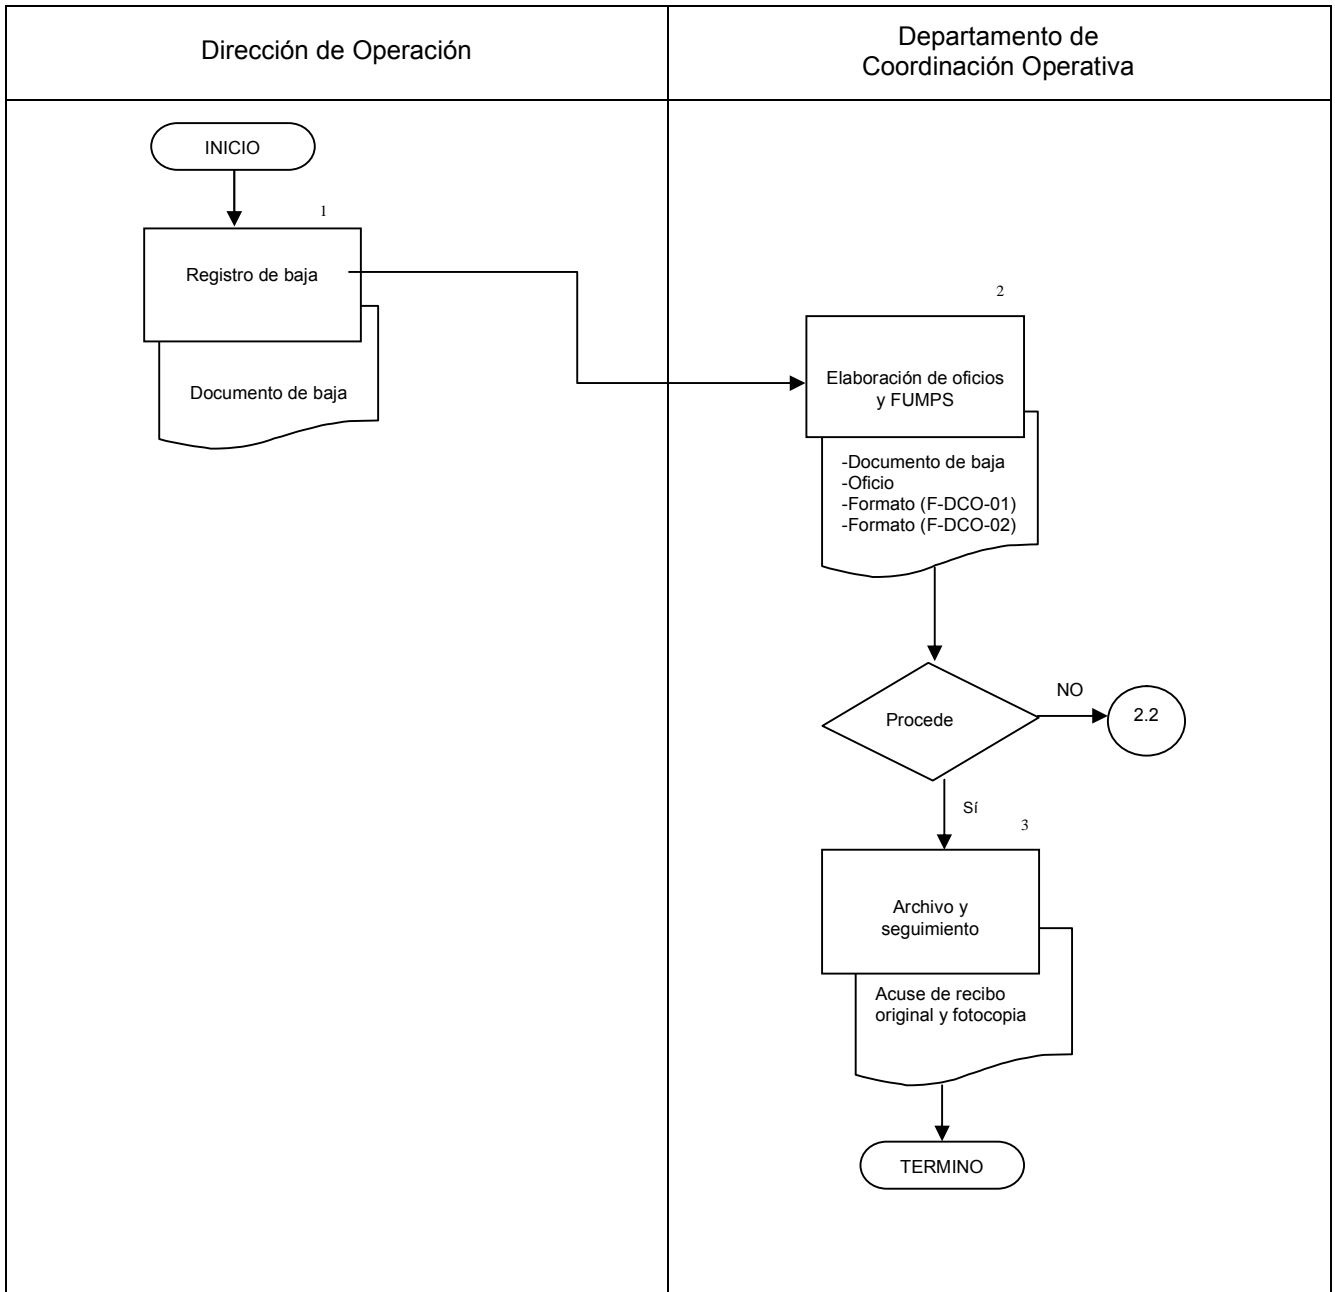 Dirección de Operación
Departamento de
Coordinación Operativa
INICIO
1
Registro de baja
Documento de baja
2
Elaboración de oficios
y FUMPS
-Documento de baja
-Oficio
-Formato (F-DCO-01)
-Formato (F-DCO-02)
Procede
NO
2.2
Sí
3
Archivo y
seguimiento
Acuse de recibo
original y fotocopia
TERMINO